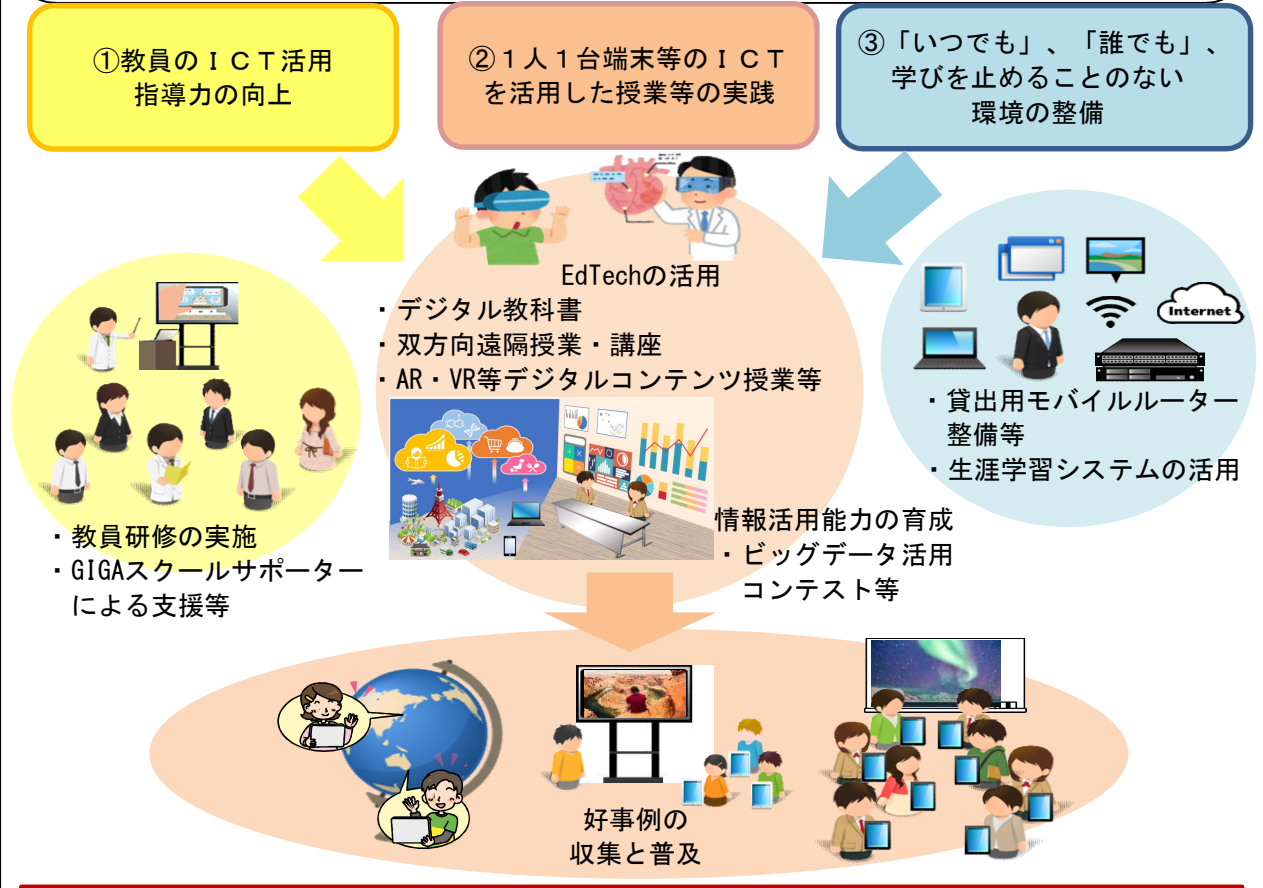 ①教員のＩＣＴ活用
指導力の向上
②１人１台端末等のＩＣＴ
を活用した授業等の実践
③「いつでも」、「誰でも」、
学びを止めることのない
環境の整備
EdTechの活用
・デジタル教科書
・双方向遠隔授業・講座
・AR・VR等デジタルコンテンツ授業等
Internet
・貸出用モバイルルーター
整備等
・生涯学習システムの活用
情報活用能力の育成
・ビッグデータ活用
コンテスト等
・教員研修の実施
・GIGAスクールサポーター
による支援等
好事例の
収集と普及